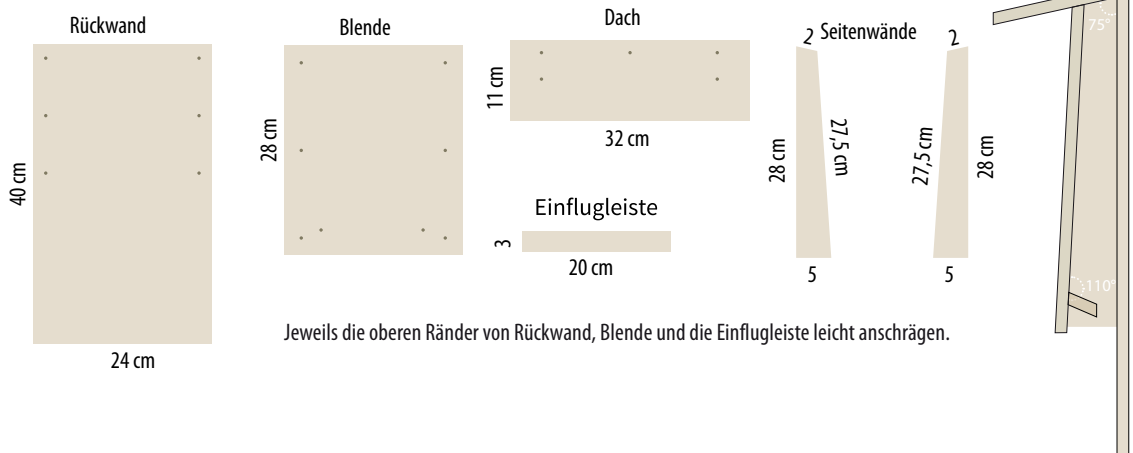 Rückwand
40 cm
24 cm
Blende
28 cm
Dach
11 cm
32 cm
Einflugleiste
3
20 cm
Seitenwände
2
28 cm
27,5 cm
5
2
27,5 cm
28 cm
5
75°
110°
Jeweils die oberen Ränder von Rückwand, Blende und die Einflugleiste leicht anschrägen.